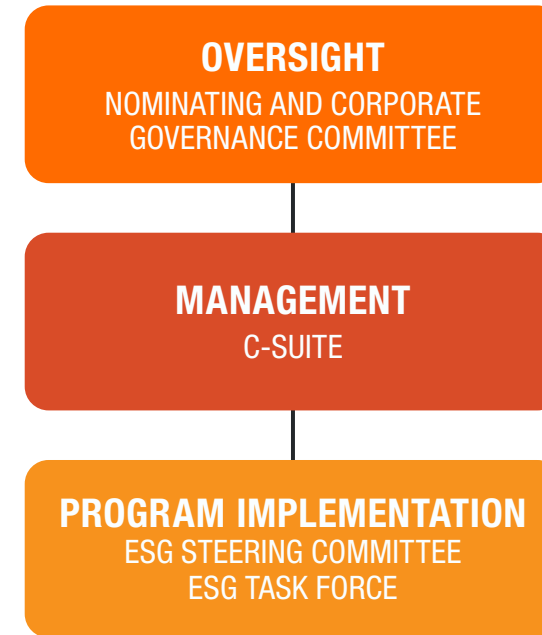 OVERSIGHT
NOMINATING AND CORPORATE
GOVERNANCE COMMITTEE
MANAGEMENT
C-SUITE
PROGRAM IMPLEMENTATION
ESG STEERING COMMITTEE
ESG TASK FORCE